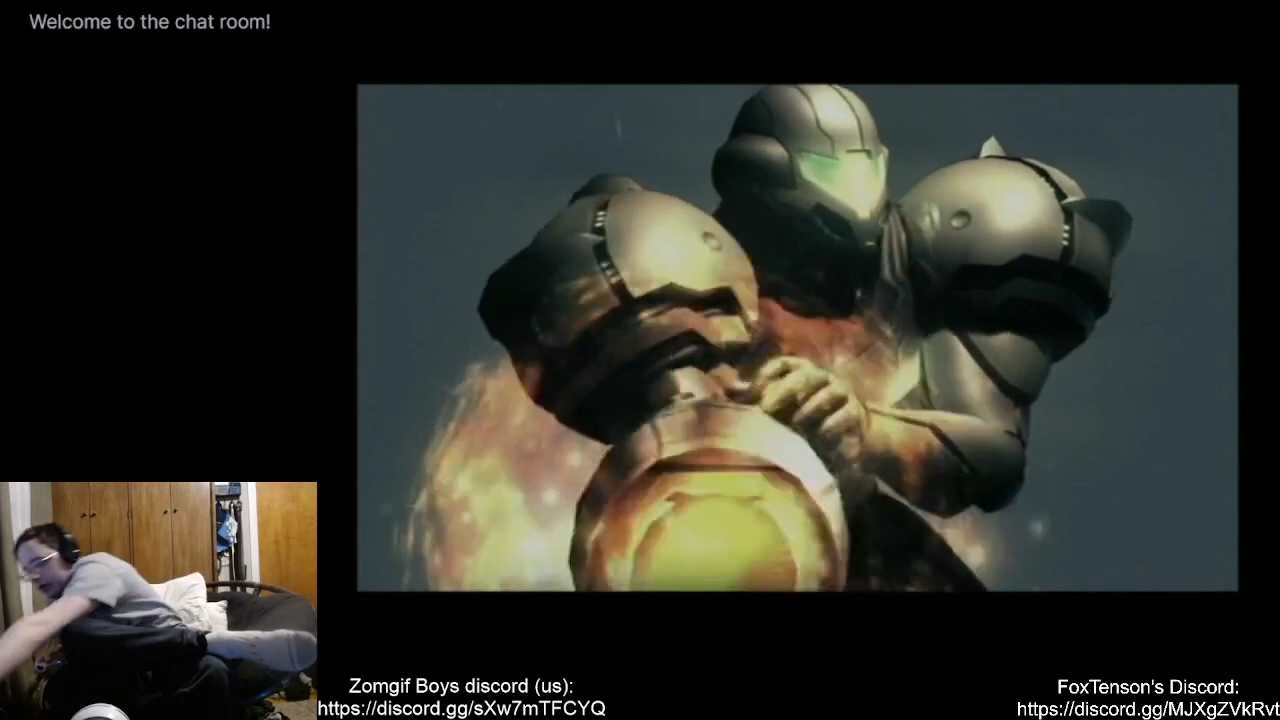 Welcome to the chat room!
Zomgif Boys discord (us):
https://discord.gg/sXw7mTFCYQ
FoxTenson's Discord:
https://discord.gg/MJXgZVkRvt